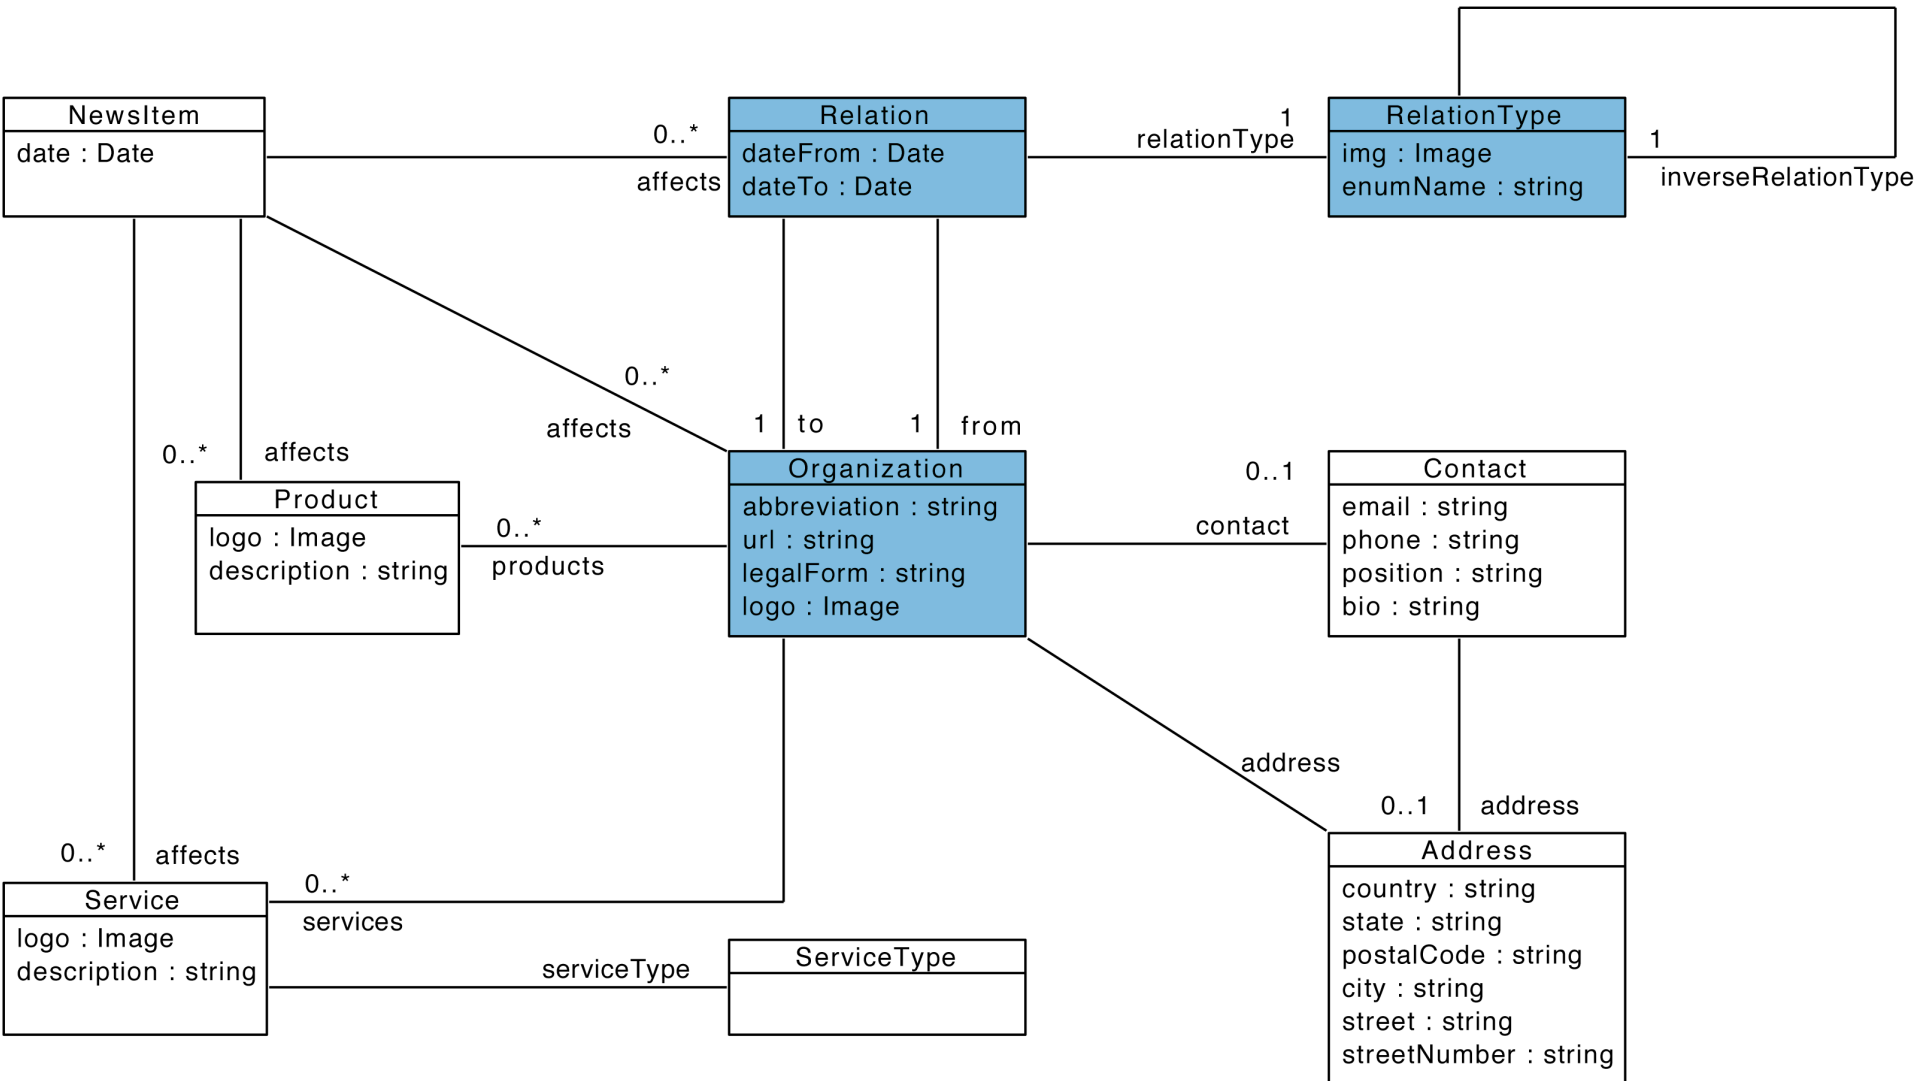 NewsItem
date : Date
0..*
affects
Relation
dateFrom : Date
dateTo : Date
1
relationType
RelationType
img : Image
enumName : string
1
inverseRelationType
0..*
affects
1 to
1 from
0..*
affects
Product
logo : Image
description : string
0..*
products
Organization
abbreviation : string
url : string
legalForm : string
logo : Image
0..1
contact
Contact
email : string
phone : string
position : string
bio : string
address
0..1 address
0..*
affects
Service
logo : Image
description : string
0..*
services
serviceType
ServiceType
Address
country : string
state : string
postalCode : string
city : string
street : string
streetNumber : string